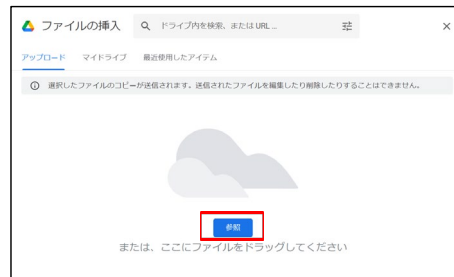 ファイルの挿入
ドライブ内を検索、または URL ...
アップロード マイドライブ 最近使用したアイテム
選択したファイルのコピーが送信されます。送信されたファイルを編集したり削除したりすることはできません。
参照
または、ここにファイルをドラッグしてください